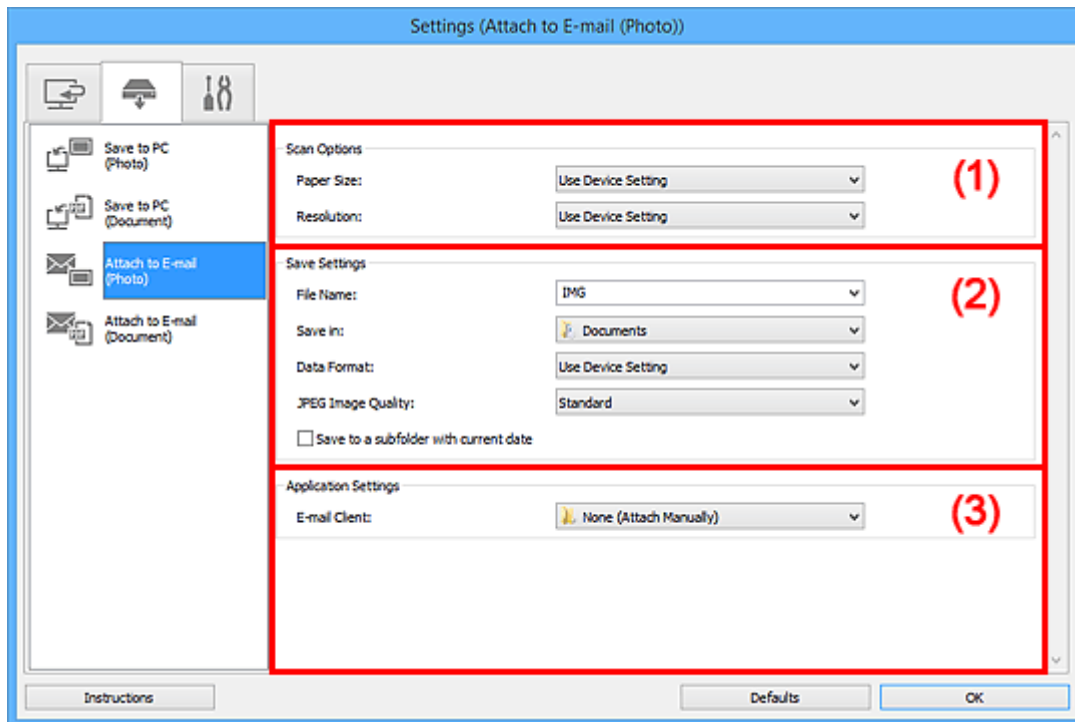 Settings (Attach to E-mail (Photo))
Save to PC
(Photo)
Save to PC
(Document)
Attach to E-mail
(Photo)
Attach to E-mail
(Document)
Scan Options
(1)
Paper Size: Use Device Setting
Resolution: Use Device Setting
Save Settings
(2)
File Name: IMG
Save in: Documents
Data Format: Use Device Setting
JPEG Image Quality: Standard
Save to a subfolder with current date
Application Settings
(3)
E-mail Client: None (Attach Manually)
Instructions Defaults OK